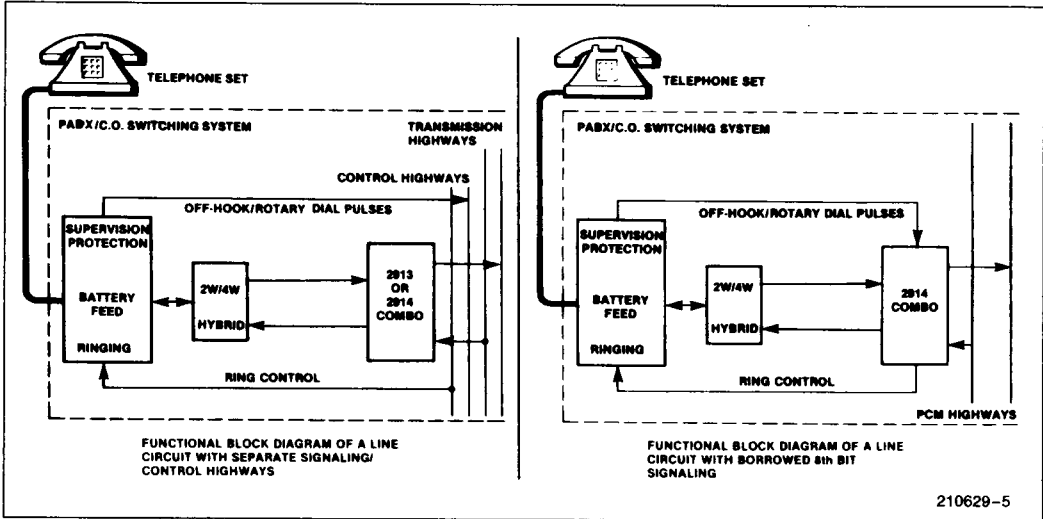 TELEPHONE SET
PABX/C.O. SWITCHING SYSTEM
TRANSMISSION
HIGHWAYS
CONTROL HIGHWAYS
OFF-HOOK/ROTARY DIAL PULSES
SUPERVISION
PROTECTION
BATTERY
FEED
RINGING
2W/4W
HYBRID
2913
OR
2914
COMBO
RING CONTROL
FUNCTIONAL BLOCK DIAGRAM OF A LINE
CIRCUIT WITH SEPARATE SIGNALING/
CONTROL HIGHWAYS
TELEPHONE SET
PABX/C.O. SWITCHING SYSTEM
OFF-HOOK/ROTARY DIAL PULSES
SUPERVISION
PROTECTION
BATTERY
FEED
RINGING
2W/4W
HYBRID
2914
COMBO
RING CONTROL
PCM HIGHWAYS
FUNCTIONAL BLOCK DIAGRAM OF A LINE
CIRCUIT WITH BORROWED 8th BIT
SIGNALING
210629-5